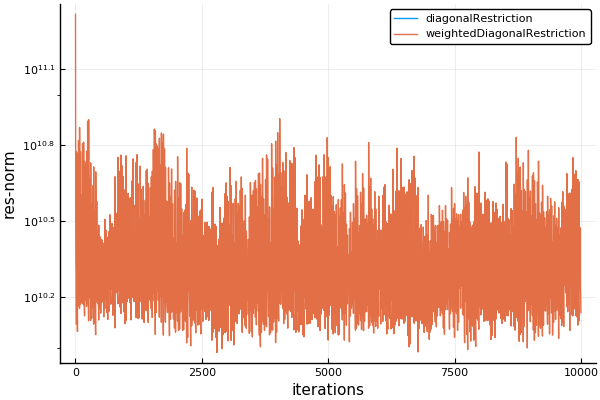 diagonalRestriction
weightedDiagonalRestriction
10^11.1
10^10.8
10^10.5
10^10.2
res-norm
0 2500 5000 7500 10000
iterations